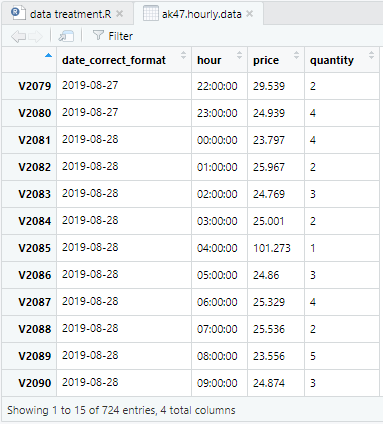 data treatment.R ak47.hourly.data
Filter
date_correct_format hour price quantity
V2079 2019-08-27 22:00:00 29.539 2
V2080 2019-08-27 23:00:00 24.939 4
V2081 2019-08-28 00:00:00 23.797 4
V2082 2019-08-28 01:00:00 25.967 2
V2083 2019-08-28 02:00:00 24.769 3
V2084 2019-08-28 03:00:00 25.001 2
V2085 2019-08-28 04:00:00 101.273 1
V2086 2019-08-28 05:00:00 24.86 3
V2087 2019-08-28 06:00:00 25.329 4
V2088 2019-08-28 07:00:00 25.536 2
V2089 2019-08-28 08:00:00 23.556 5
V2090 2019-08-28 09:00:00 24.874 3
Showing 1 to 15 of 724 entries, 4 total columns